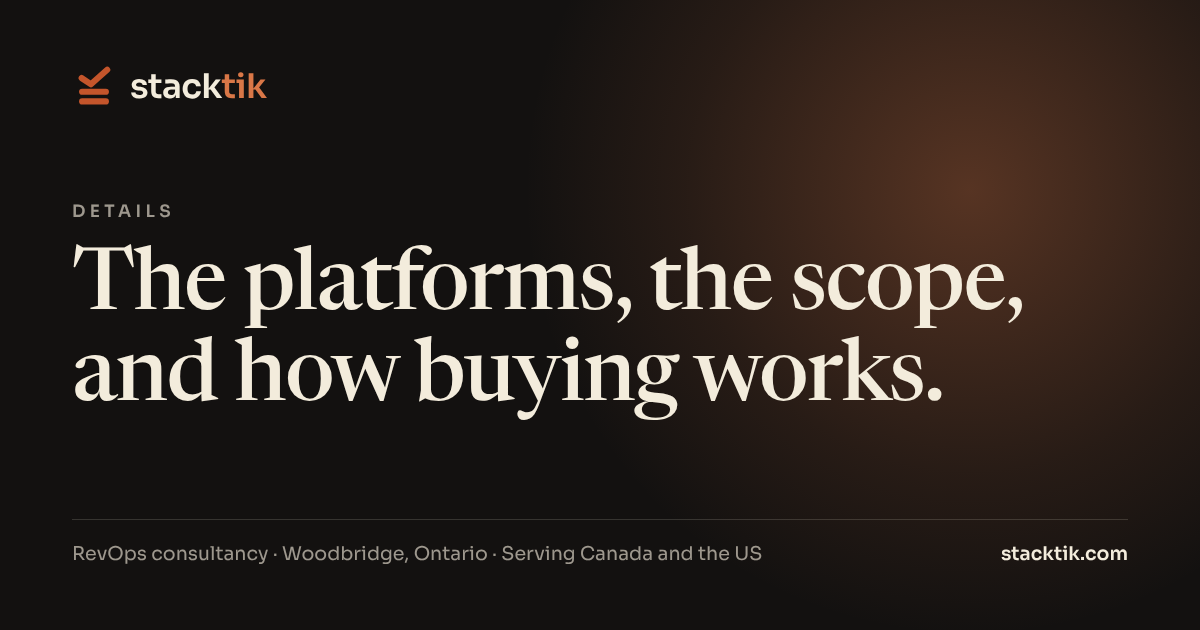 stacktik
DETAILS
The platforms, the scope,
and how buying works.
RevOps consultancy · Woodbridge, Ontario · Serving Canada and the US
stacktik.com